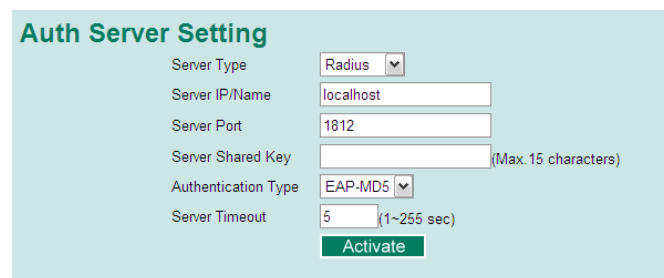 Auth Server Setting
Server Type Radius
Server IP/Name localhost
Server Port 1812
Server Shared Key (Max.15 characters)
Authentication Type EAP-MD5
Server Timeout 5 (1~255 sec)
Activate